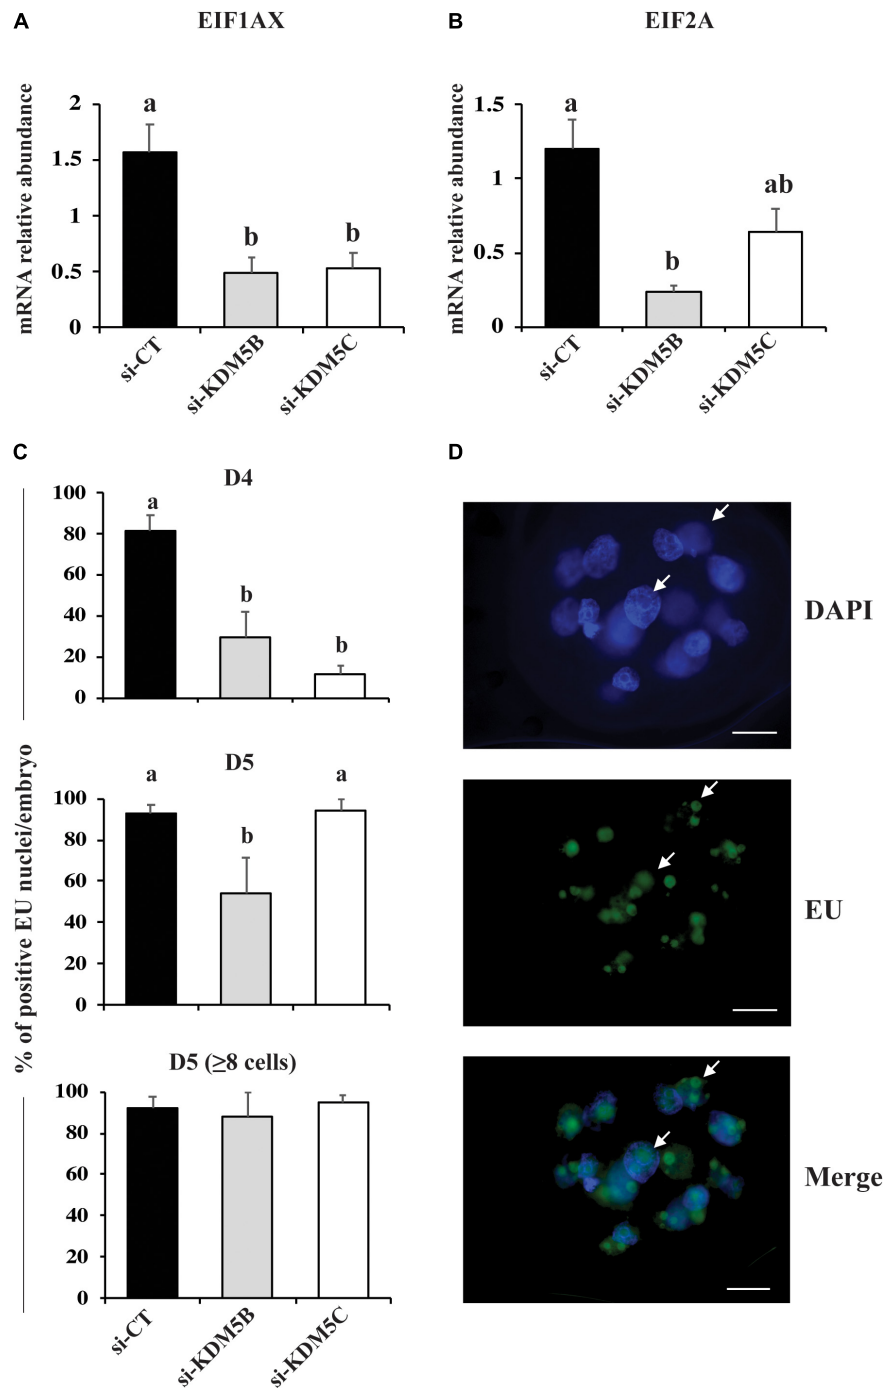 A
EIF1AX
mRNA relative abundance
2
1.5
1
0.5
0
a
b
b
si-CT
si-KDM5B
si-KDM5C
B
EIF2A
mRNA relative abundance
1.5
1
0.5
0
a
b
ab
si-CT
si-KDM5B
si-KDM5C
C
% of positive EU nuclei/embryo
D4
100
80
60
40
20
0
a
b
b
D5
100
80
60
40
20
0
a
b
a
D5 (≥8 cells)
100
80
60
40
20
0
si-CT
si-KDM5B
si-KDM5C
D
DAPI
EU
Merge